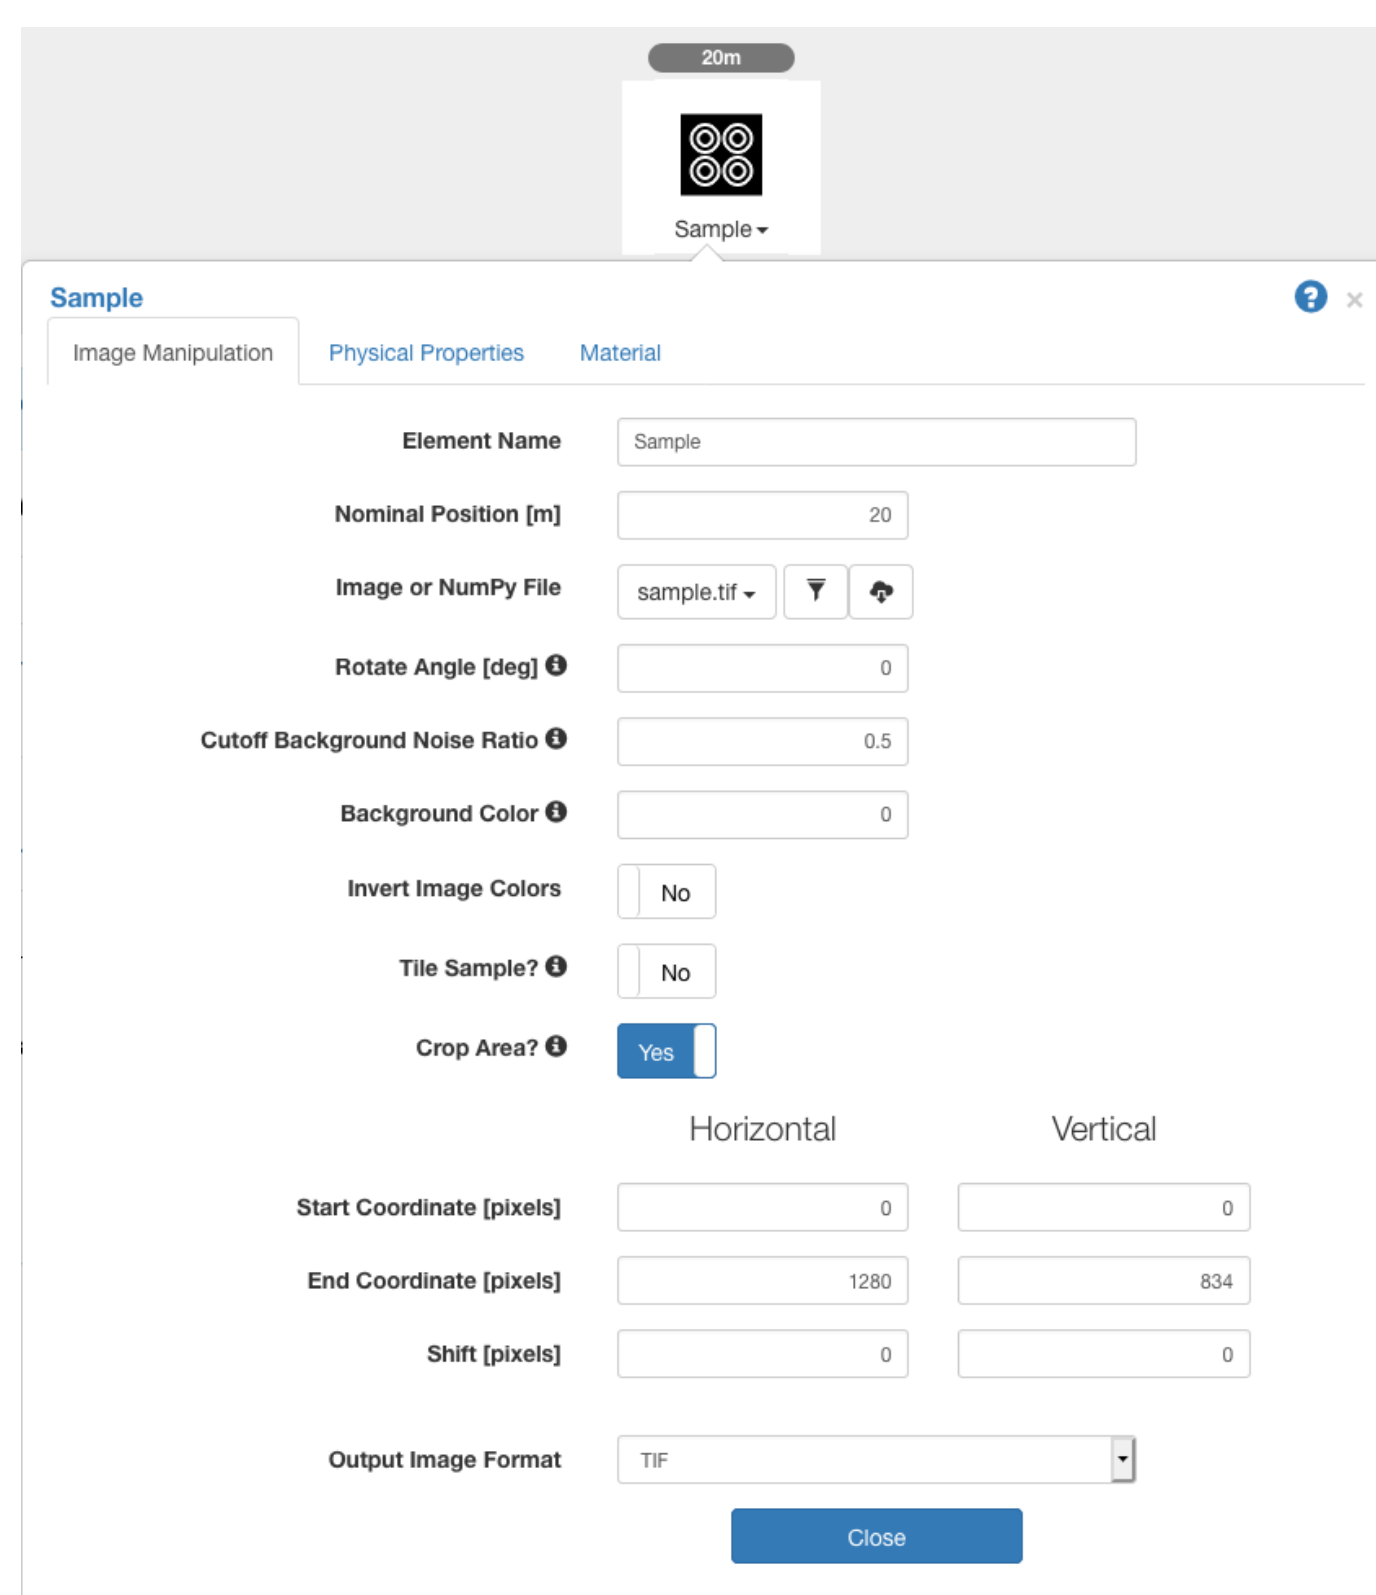 20m
Sample
Sample
Image Manipulation Physical Properties Material
Element Name Sample
Nominal Position [m] 20
Image or NumPy File sample.tif
Rotate Angle [deg] 0
Cutoff Background Noise Ratio 0.5
Background Color 0
Invert Image Colors No
Tile Sample? No
Crop Area? Yes
Horizontal Vertical
Start Coordinate [pixels] 0 0
End Coordinate [pixels] 1280 834
Shift [pixels] 0 0
Output Image Format TIF
Close